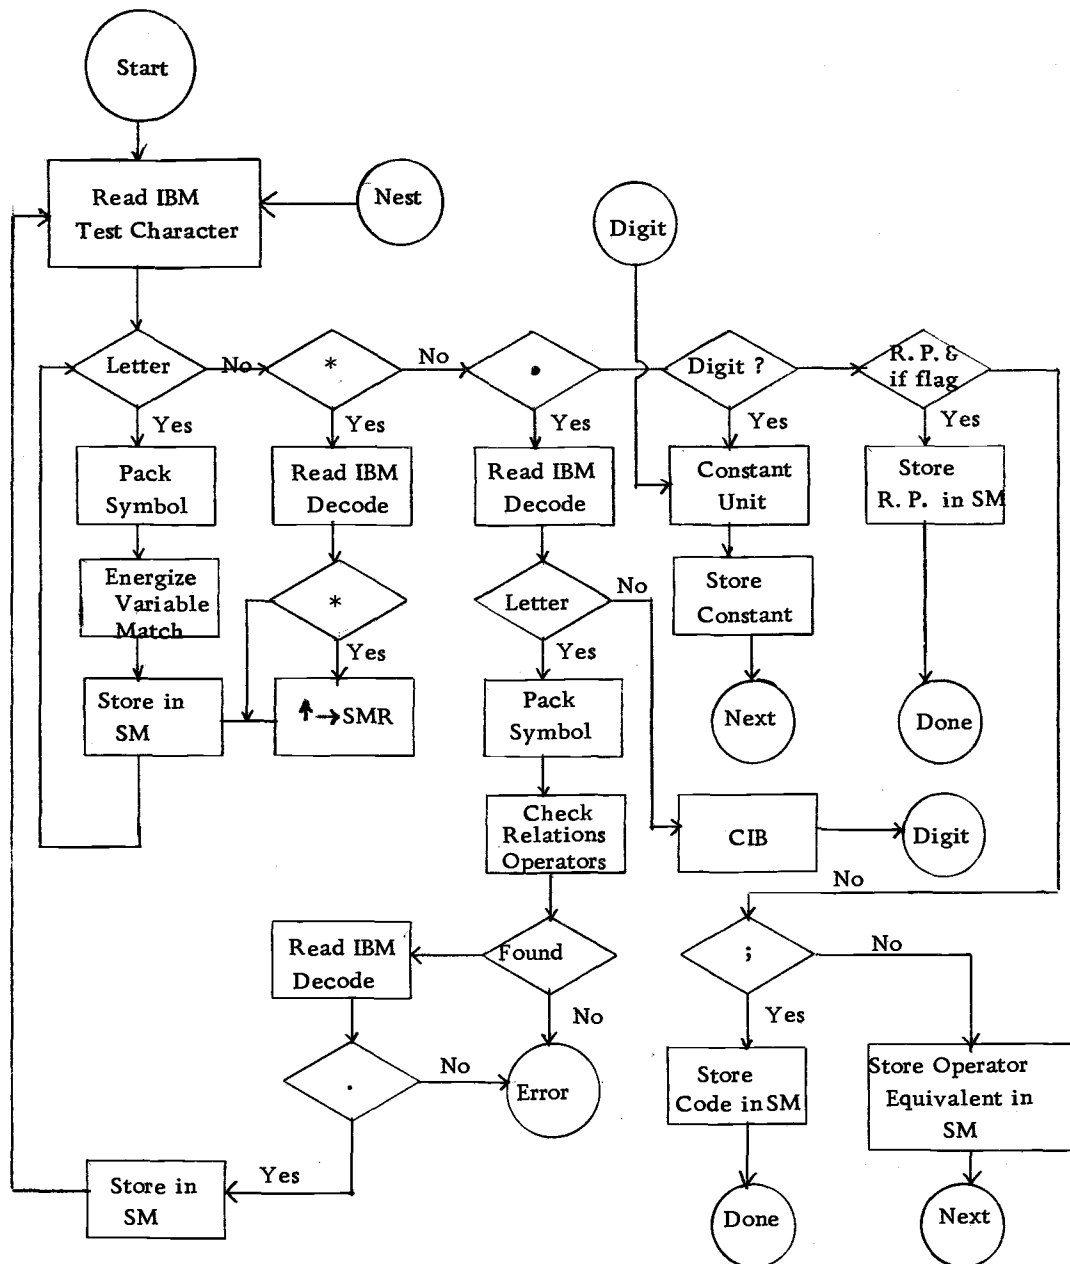 Start
Read IBM
Test Character
Nest
Digit
Letter
No
*
No
.
Digit ?
R. P. &
if flag
Yes
Yes
Yes
Yes
Yes
Pack
Symbol
Read IBM
Decode
Read IBM
Decode
Constant
Unit
Store
R. P. in SM
Energize
Variable
Match
*
Letter
No
Store
Constant
Yes
Yes
Store in
SM
↑→SMR
Pack
Symbol
Next
Done
Check
Relations
Operators
CIB
Digit
No
Read IBM
Decode
Found
;
No
No
Yes
.
No
Error
Store
Code in SM
Store Operator
Equivalent in
SM
Store in
SM
Yes
Done
Next